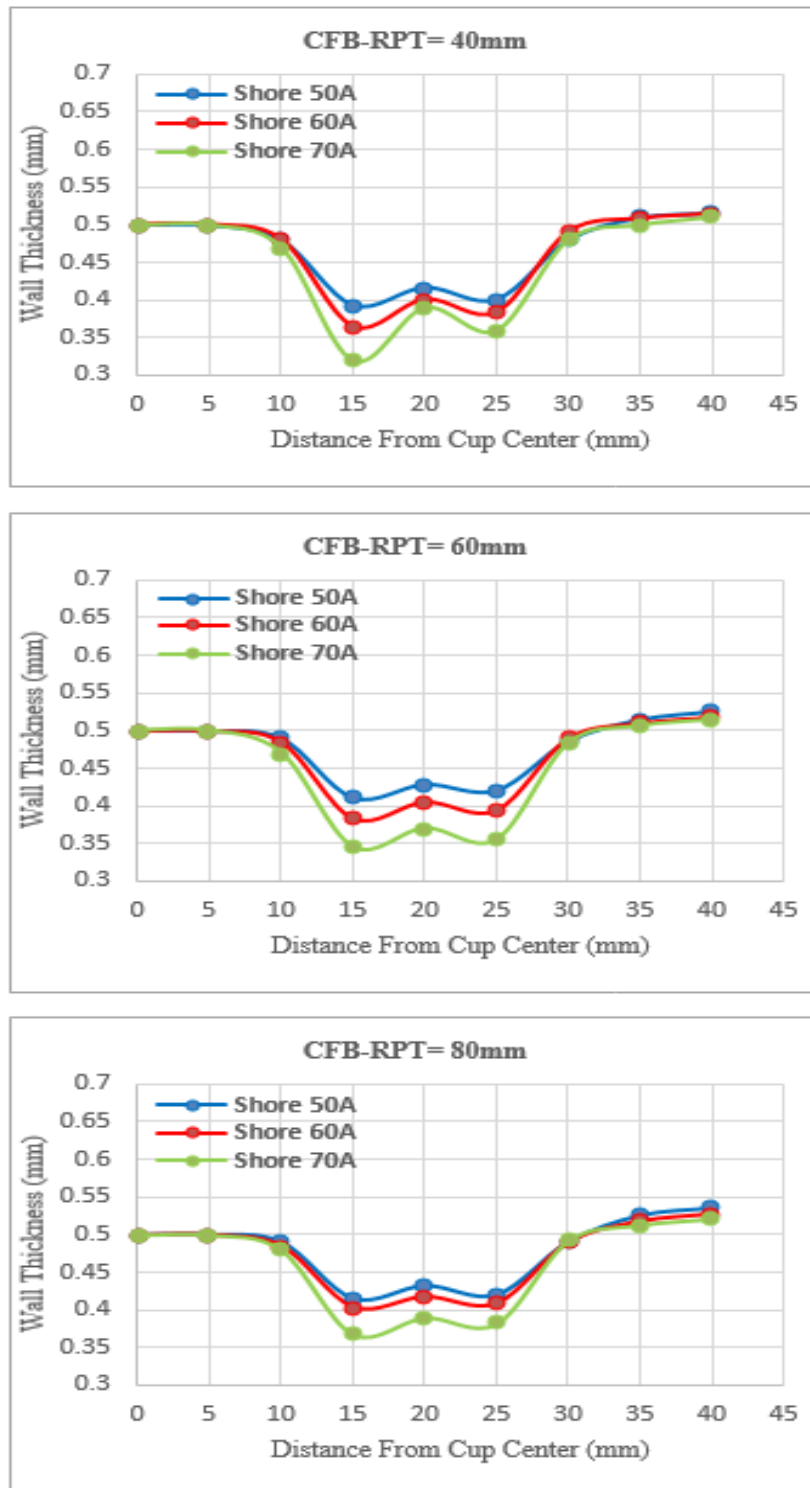 CFB-RPT= 40mm
Wall Thickness (mm)
0.7
0.65
0.6
0.55
0.5
0.45
0.4
0.35
0.3
Shore 50A
Shore 60A
Shore 70A
0 5 10 15 20 25 30 35 40 45
Distance From Cup Center (mm)
CFB-RPT= 60mm
Wall Thickness (mm)
0.7
0.65
0.6
0.55
0.5
0.45
0.4
0.35
0.3
Shore 50A
Shore 60A
Shore 70A
0 5 10 15 20 25 30 35 40 45
Distance From Cup Center (mm)
CFB-RPT= 80mm
Wall Thickness (mm)
0.7
0.65
0.6
0.55
0.5
0.45
0.4
0.35
0.3
Shore 50A
Shore 60A
Shore 70A
0 5 10 15 20 25 30 35 40 45
Distance From Cup Center (mm)